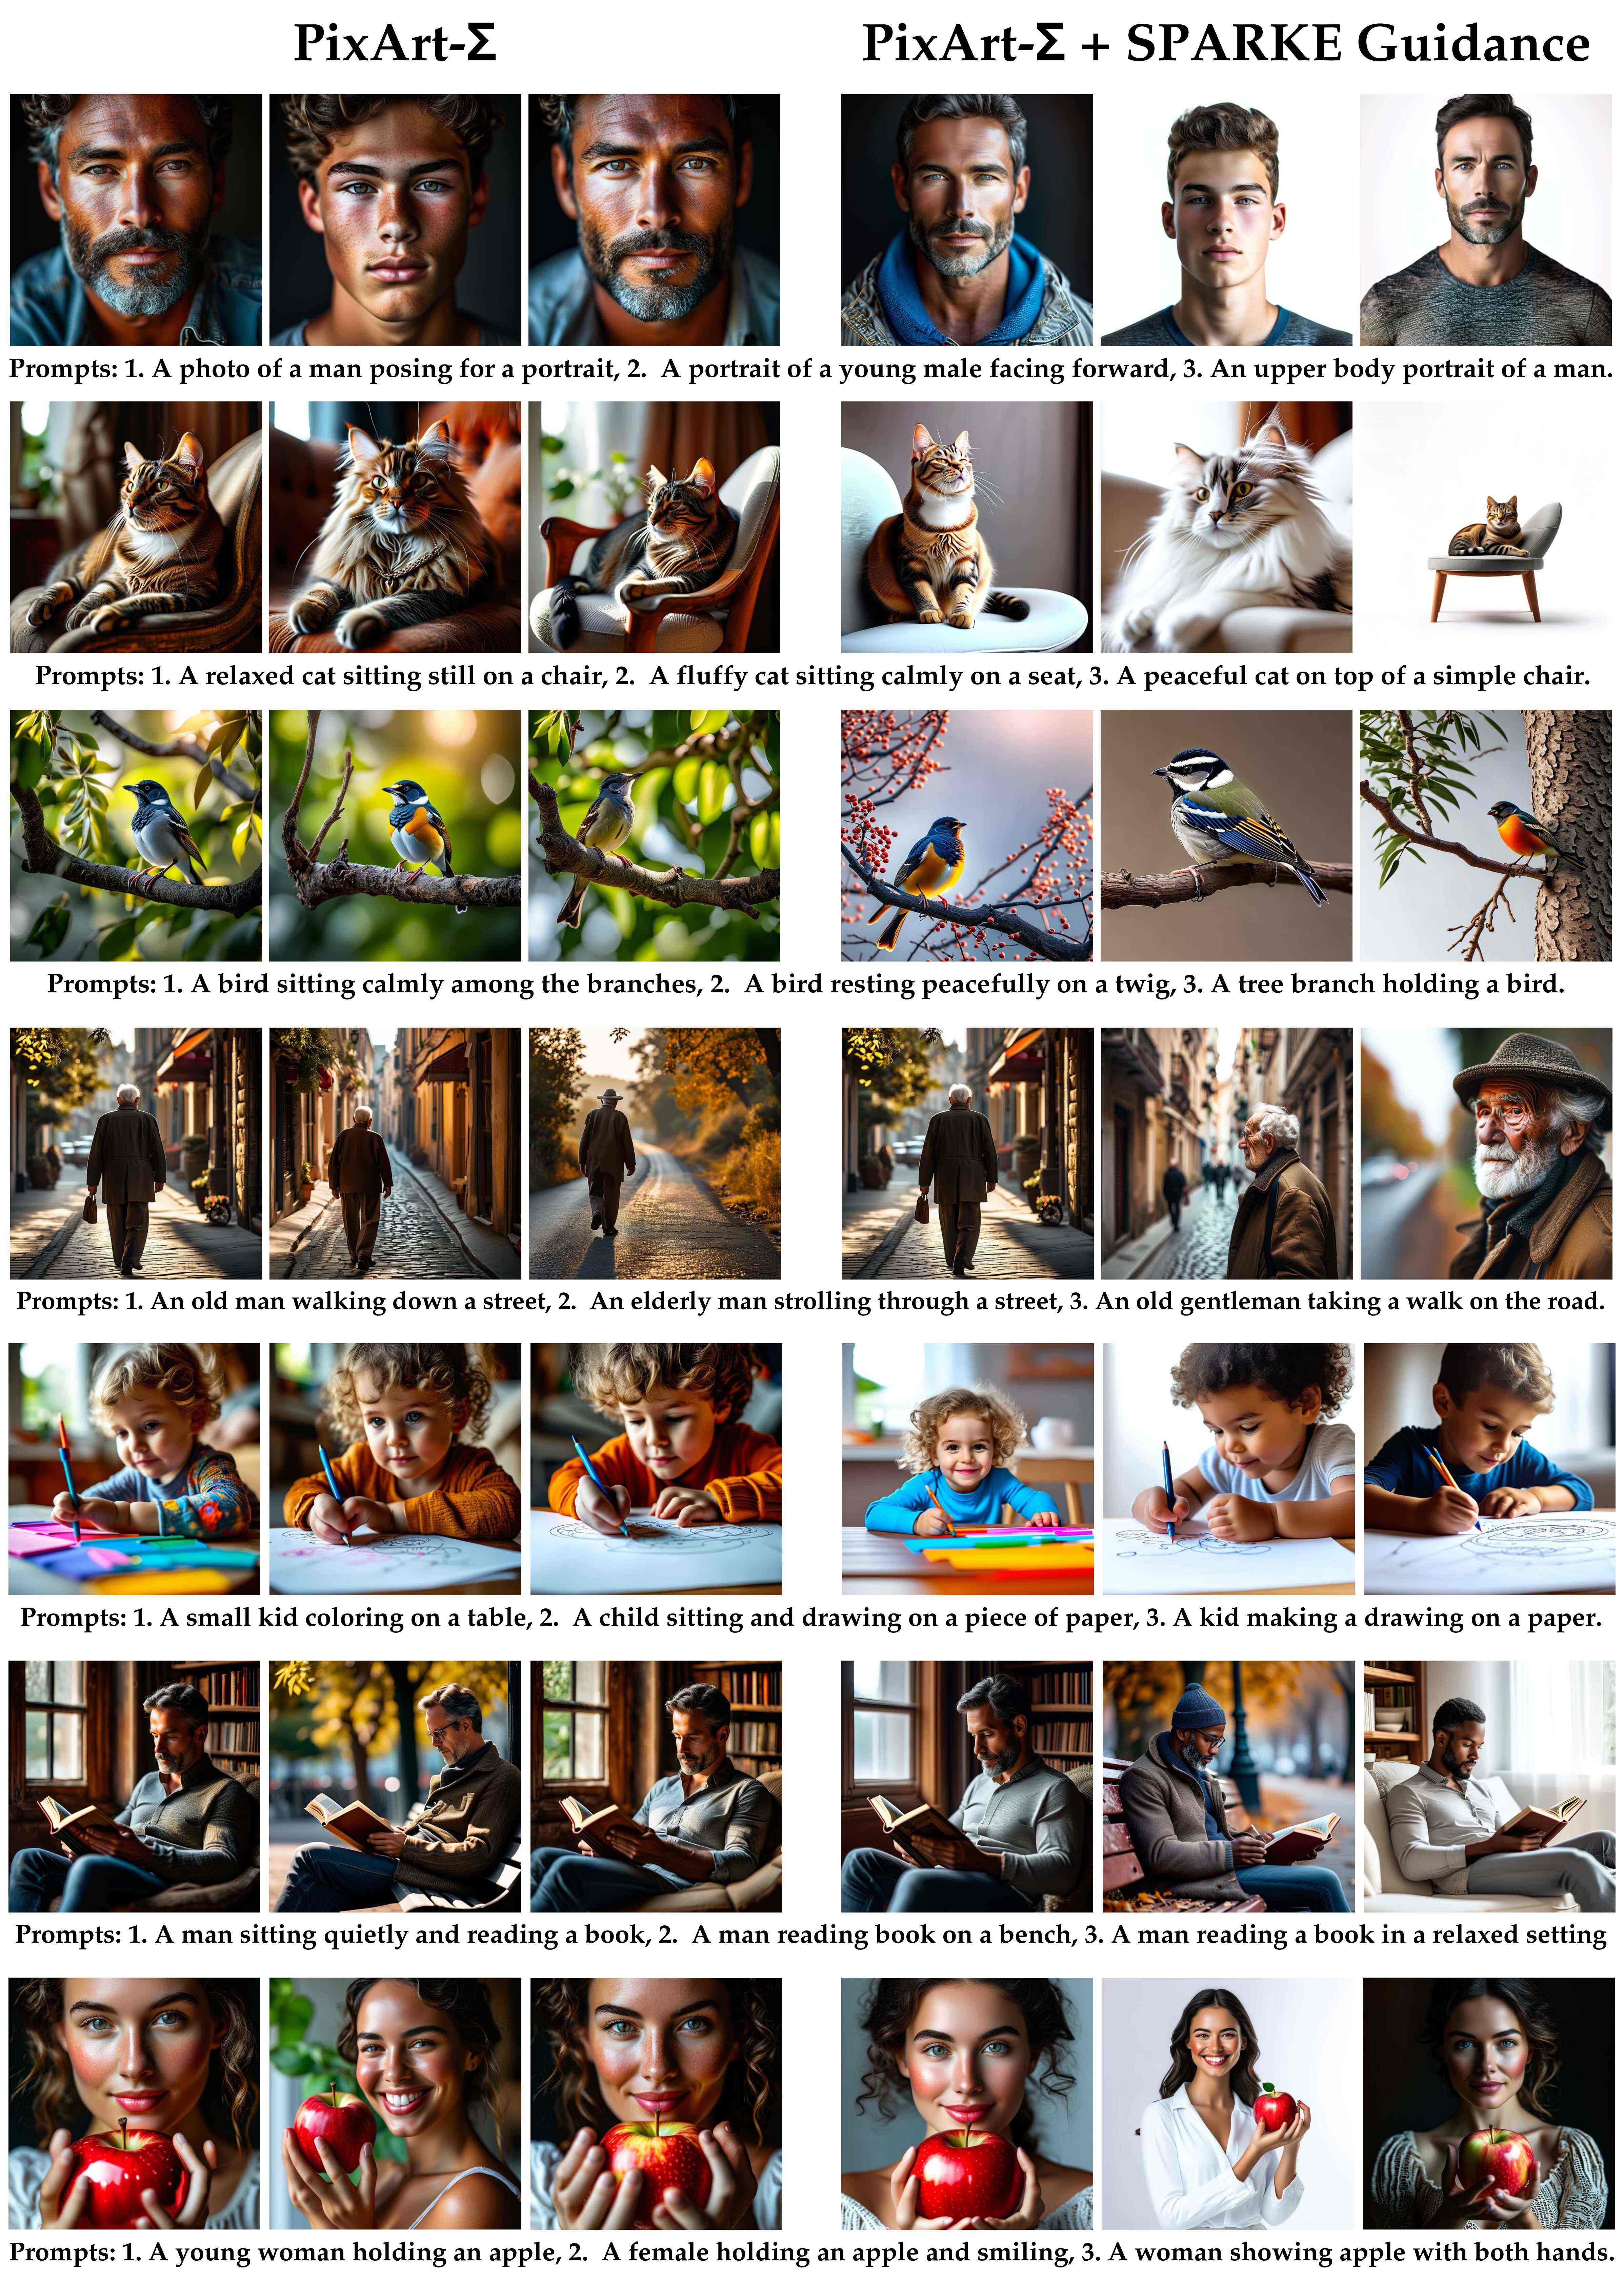 PixArt-Σ
PixArt-Σ + SPARKE Guidance
Prompts: 1. A photo of a man posing for a portrait, 2. A portrait of a young male facing forward, 3. An upper body portrait of a man.
Prompts: 1. A relaxed cat sitting still on a chair, 2. A fluffy cat sitting calmly on a seat, 3. A peaceful cat on top of a simple chair.
Prompts: 1. A bird sitting calmly among the branches, 2. A bird resting peacefully on a twig, 3. A tree branch holding a bird.
Prompts: 1. An old man walking down a street, 2. An elderly man strolling through a street, 3. An old gentleman taking a walk on the road.
Prompts: 1. A small kid coloring on a table, 2. A child sitting and drawing on a piece of paper, 3. A kid making a drawing on a paper.
Prompts: 1. A man sitting quietly and reading a book, 2. A man reading book on a bench, 3. A man reading a book in a relaxed setting
Prompts: 1. A young woman holding an apple, 2. A female holding an apple and smiling, 3. A woman showing apple with both hands.